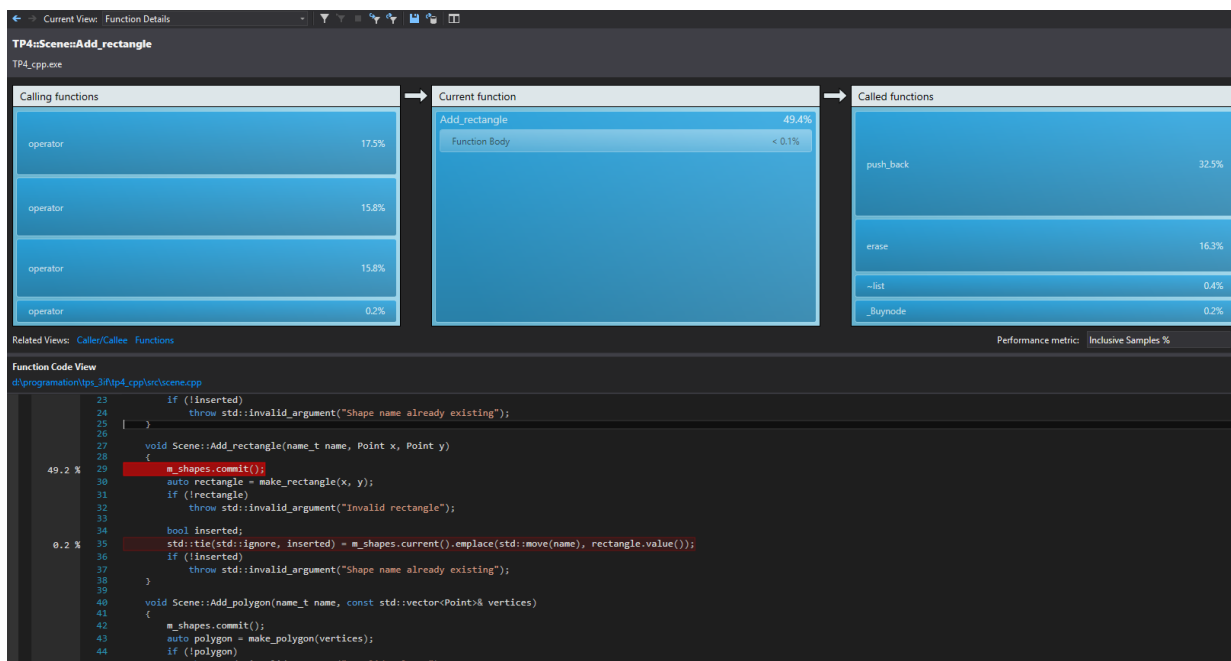 Current View: Function Details
TP4::Scene::Add_rectangle
TP4_cpp.exe
Calling functions
operator 17.5%
operator 15.8%
operator 15.8%
operator 0.2%
Current function
Add_rectangle 49.4%
Function Body < 0.1%
Called functions
push_back 32.5%
erase 16.3%
~list 0.4%
_Buynode 0.2%
Related Views: Caller/Callee Functions
Performance metric: Inclusive Samples %
Function Code View
d:\programation\tps_3if\tp4_cpp\src\scene.cpp
23 if (!inserted)
24 throw std::invalid_argument("Shape name already existing");
25 }
26
27 void Scene::Add_rectangle(name_t name, Point x, Point y)
28 {
49.2 % 29 m_shapes.commit();
30 auto rectangle = make_rectangle(x, y);
31 if (!rectangle)
32 throw std::invalid_argument("Invalid rectangle");
33
34 bool inserted;
0.2 % 35 std::tie(std::ignore, inserted) = m_shapes.current().emplace(std::move(name), rectangle.value());
36 if (!inserted)
37 throw std::invalid_argument("Shape name already existing");
38 }
39
40 void Scene::Add_polygon(name_t name, const std::vector<Point>& vertices)
41 {
42 m_shapes.commit();
43 auto polygon = make_polygon(vertices);
44 if (!polygon)